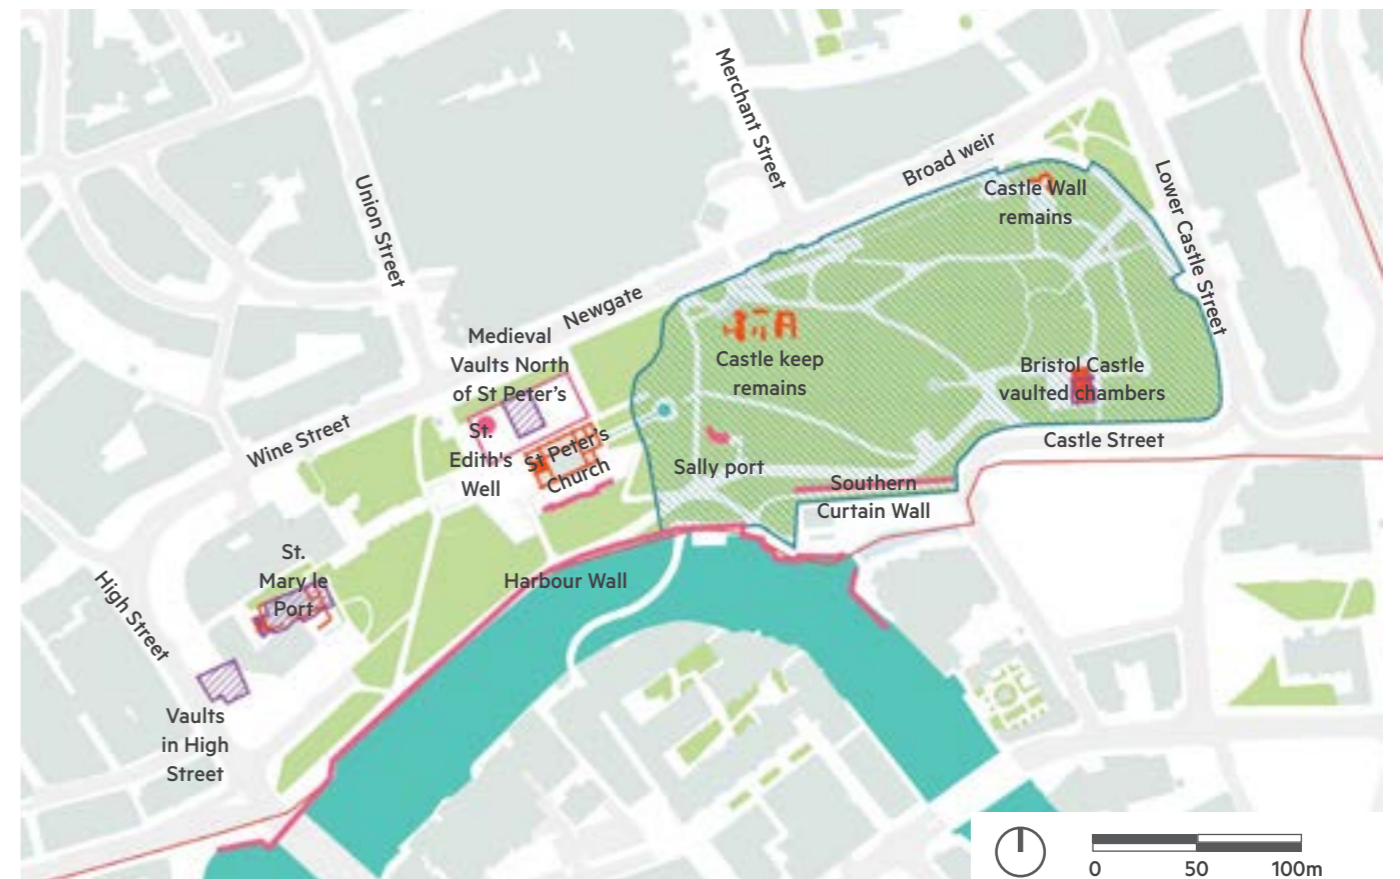 Merchant Street
Broad weir
Castle Wall
remains
Lower Castle Street
Union Street
Newgate
Medieval
Vaults North
of St Peter's
Castle keep
remains
Bristol Castle
vaulted chambers
Wine Street
St.
Edith's
Well
St Peter's
Church
Sally port
Castle Street
Southern
Curtain Wall
St.
Mary le
Port
Harbour Wall
High Street
Vaults
in High
Street
0 50 100m